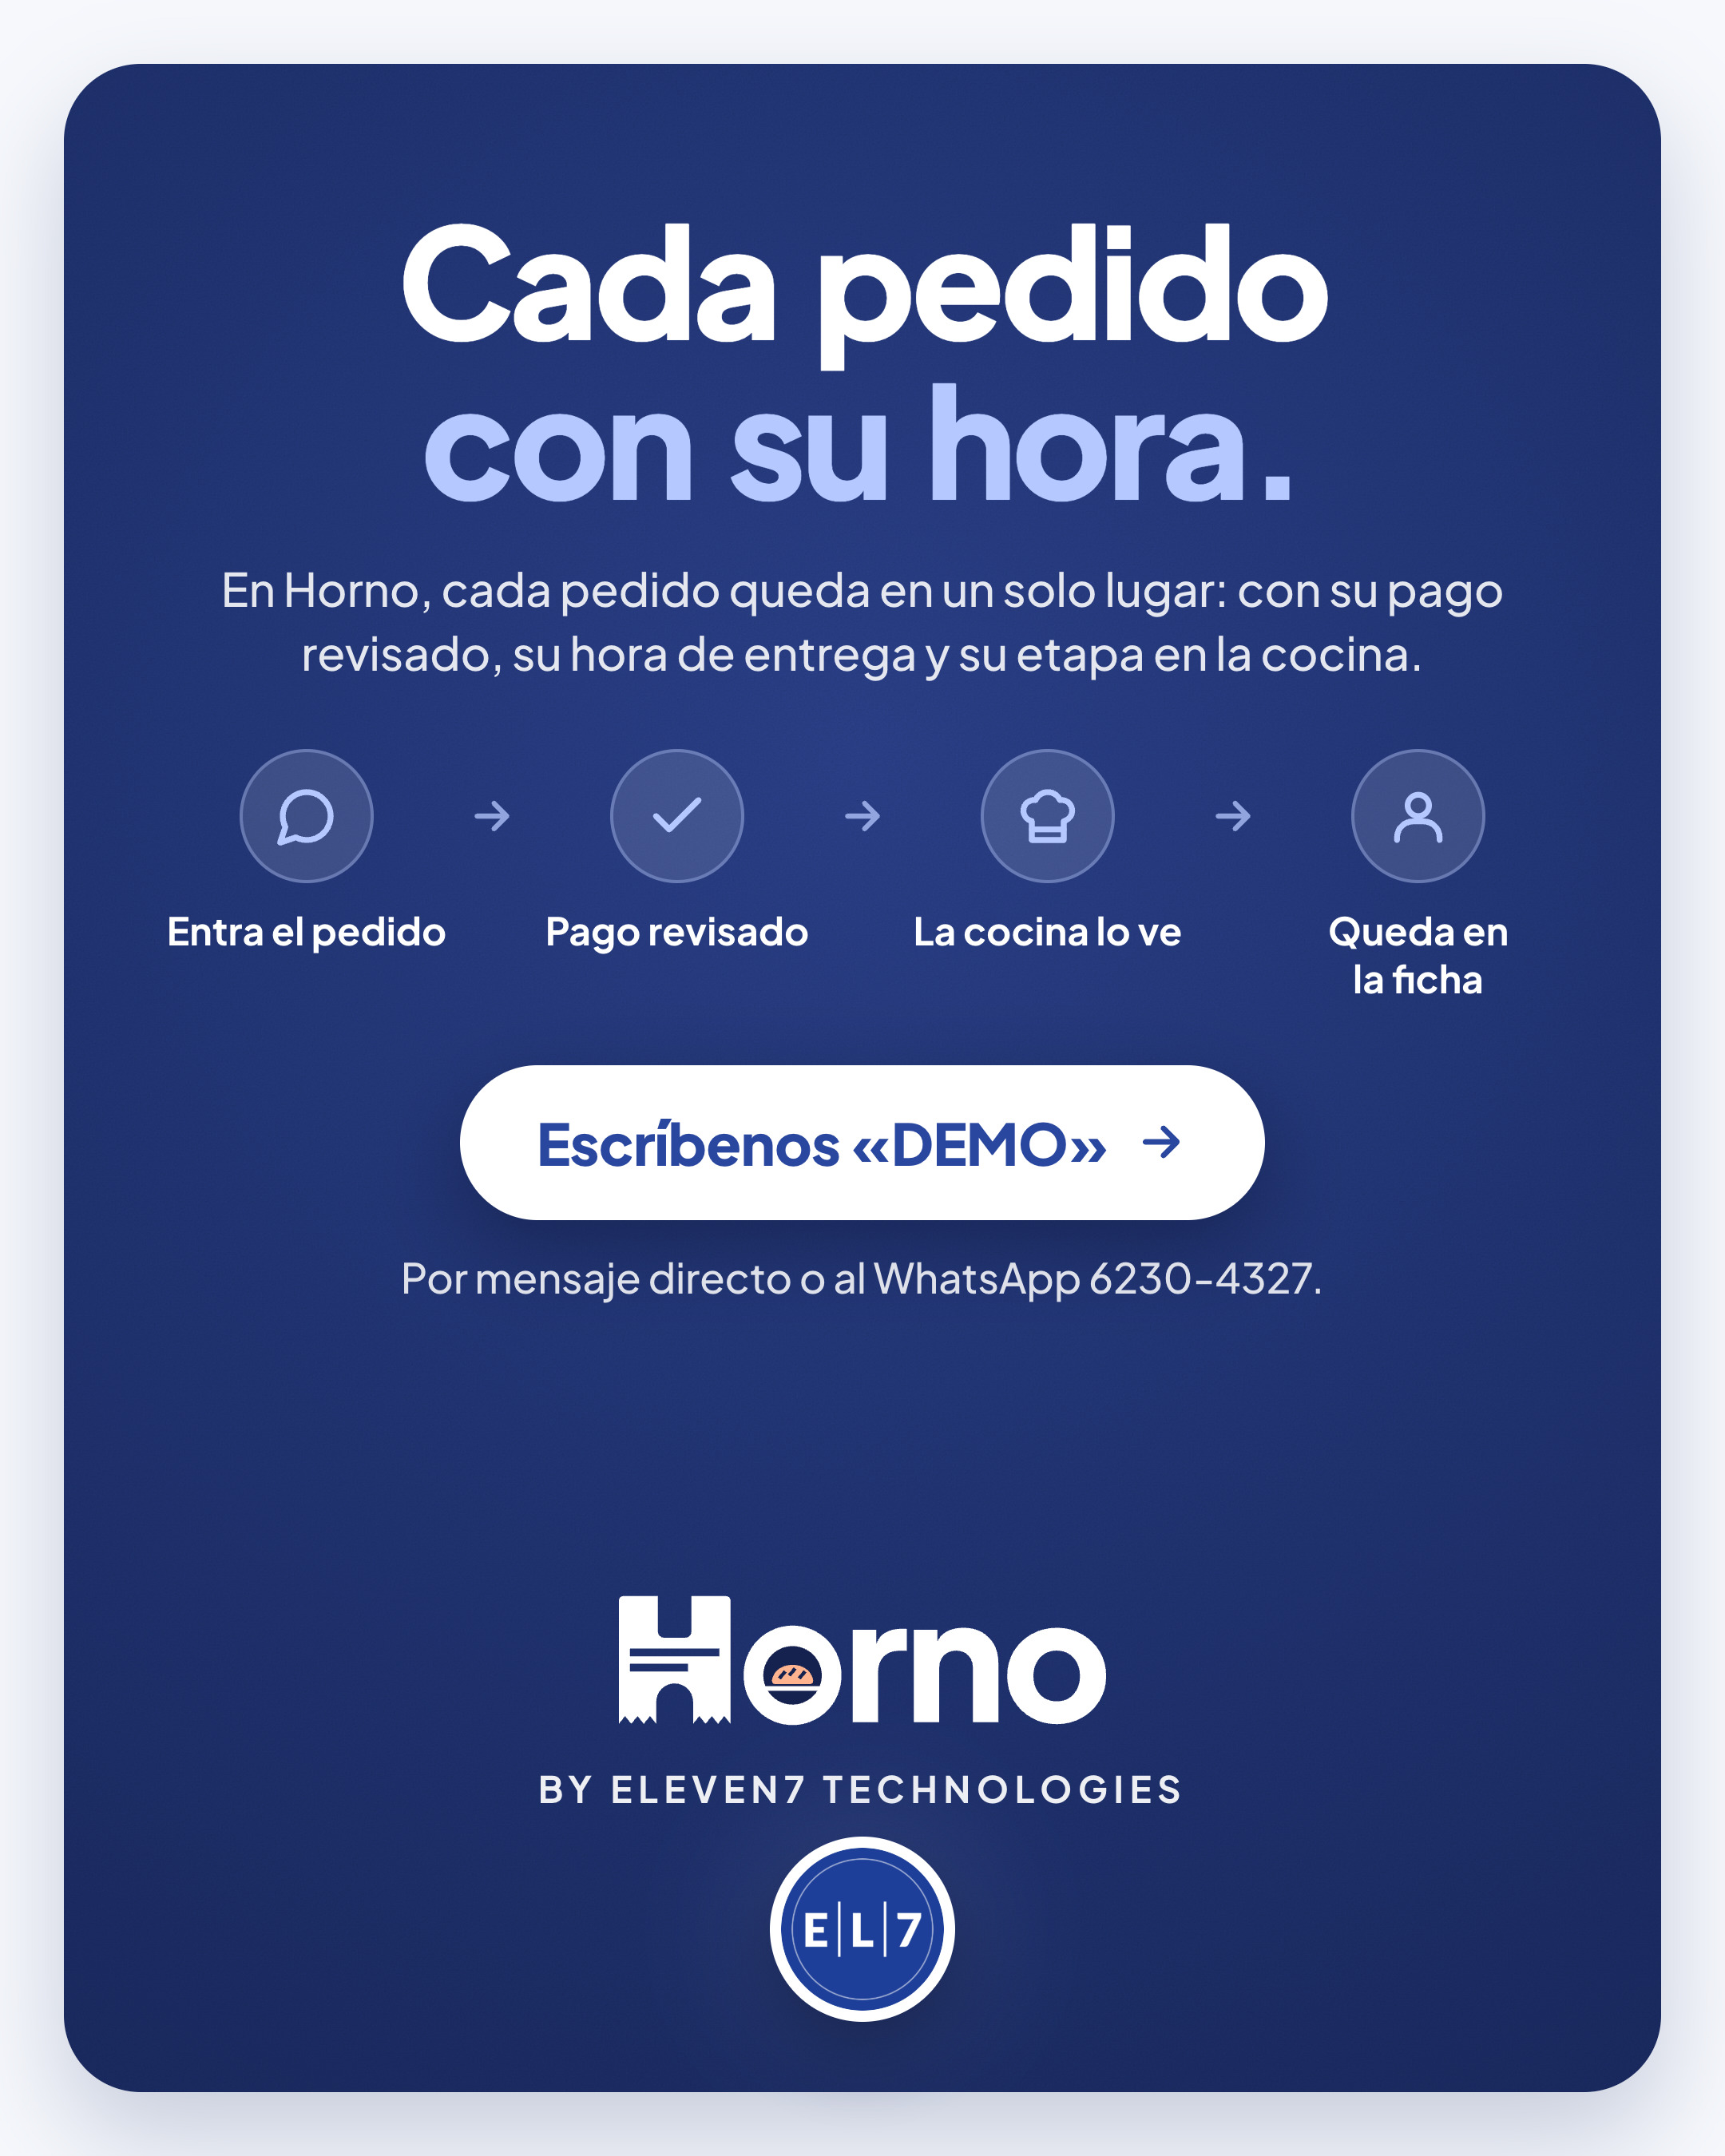 Cada pedido
con su hora.
En Horno, cada pedido queda en un solo lugar: con su pago
revisado, su hora de entrega y su etapa en la cocina.
Entra el pedido
Pago revisado
La cocina lo ve
Queda en
la ficha
Escríbenos «DEMO»
Por mensaje directo o al WhatsApp 6230-4327.
Horno
BY ELEVEN7 TECHNOLOGIES
E|L|7